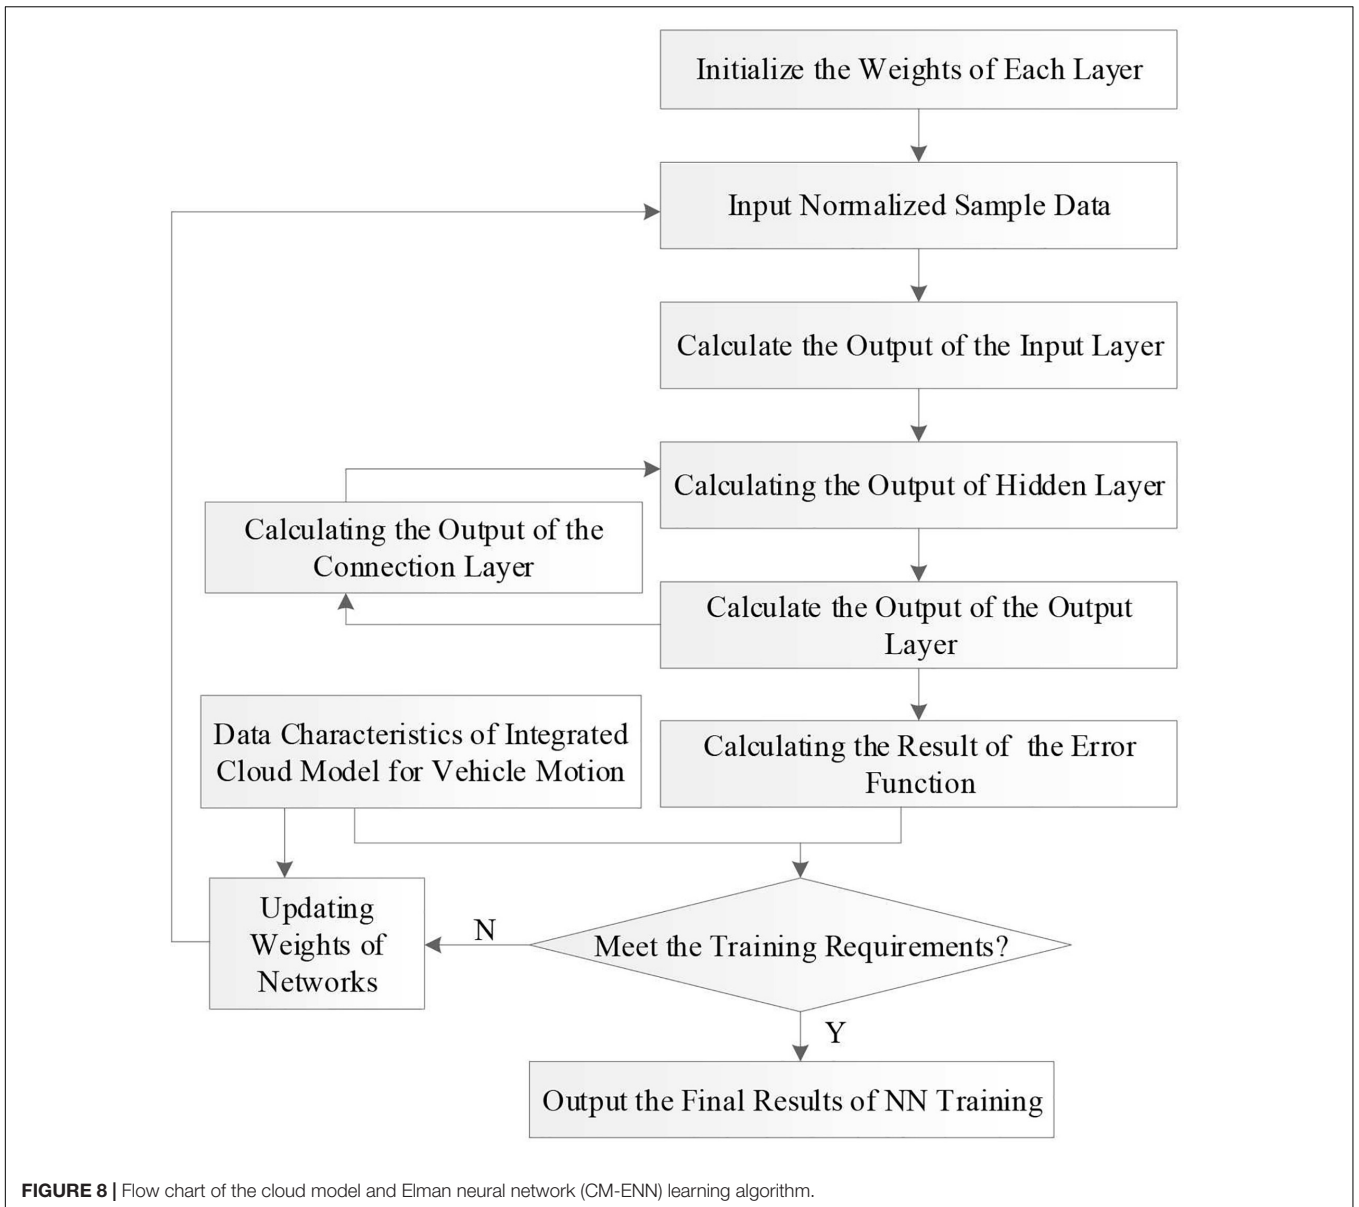 Initialize the Weights of Each Layer
Input Normalized Sample Data
Calculate the Output of the Input Layer
Calculating the Output of Hidden Layer
Calculating the Output of the
Connection Layer
Calculate the Output of the Output
Layer
Data Characteristics of Integrated
Cloud Model for Vehicle Motion
Calculating the Result of the Error
Function
Updating
Weights of
Networks
N
Meet the Training Requirements?
Y
Output the Final Results of NN Training
FIGURE 8 | Flow chart of the cloud model and Elman neural network (CM-ENN) learning algorithm.